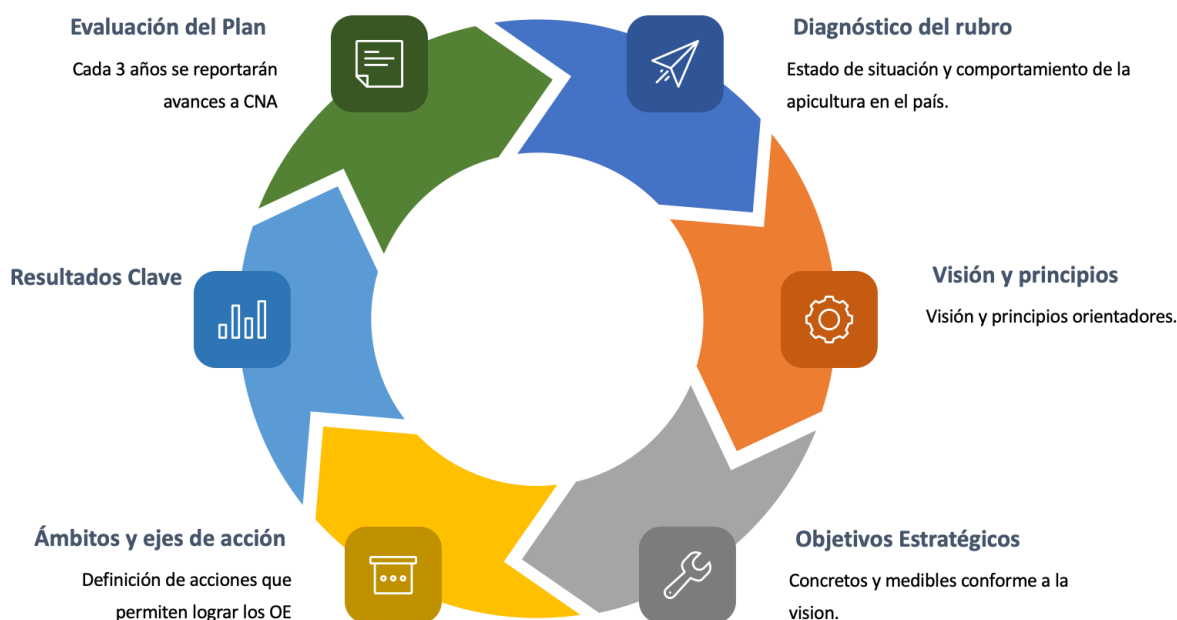 Evaluación del Plan
Cada 3 años se reportarán
avances a CNA
Diagnóstico del rubro
Estado de situación y comportamiento de la
apicultura en el país.
Resultados Clave
Visión y principios
Visión y principios orientadores.
Ámbitos y ejes de acción
Definición de acciones que
permiten lograr los OE
Objetivos Estratégicos
Concretos y medibles conforme a la
vision.